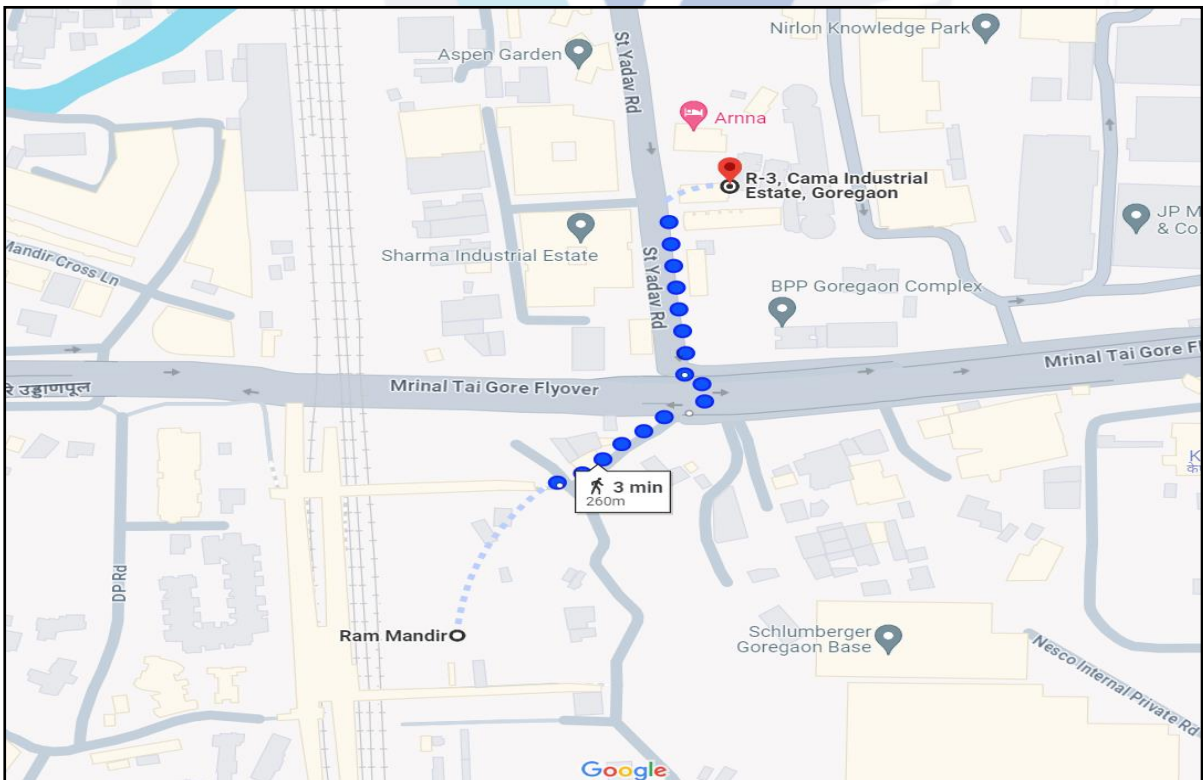 Nirlon Knowledge Park
Aspen Garden
St Yadav Rd
Arnna
R-3, Cama Industrial
Estate, Goregaon
JP M
& Co
Sharma Industrial Estate
Mandir Cross Ln
St Yadav Rd
BPP Goregaon Complex
Mrinal Tai Gore Fl
रे उड्डाणपूल
Mrinal Tai Gore Flyover
K
3 min
260m
DP Rd
Ram Mandir
Schlumberger
Goregaon Base
Nesco Internal Private Rd
Google